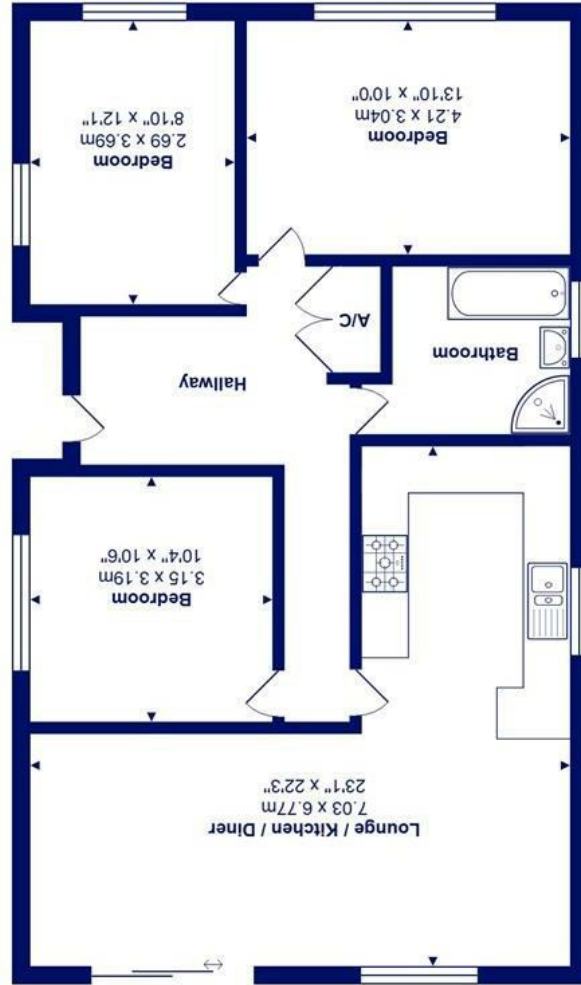 Lounge / Kitchen / Diner
7.03 x 6.77m
23'1" x 22'3"
Bedroom
3.15 x 3.19m
10'4" x 10'6"
Hallway
Bathroom
A/C
Bedroom
4.21 x 3.04m
13'10" x 10'0"
Bedroom
2.69 x 3.69m
8'10" x 12'1"